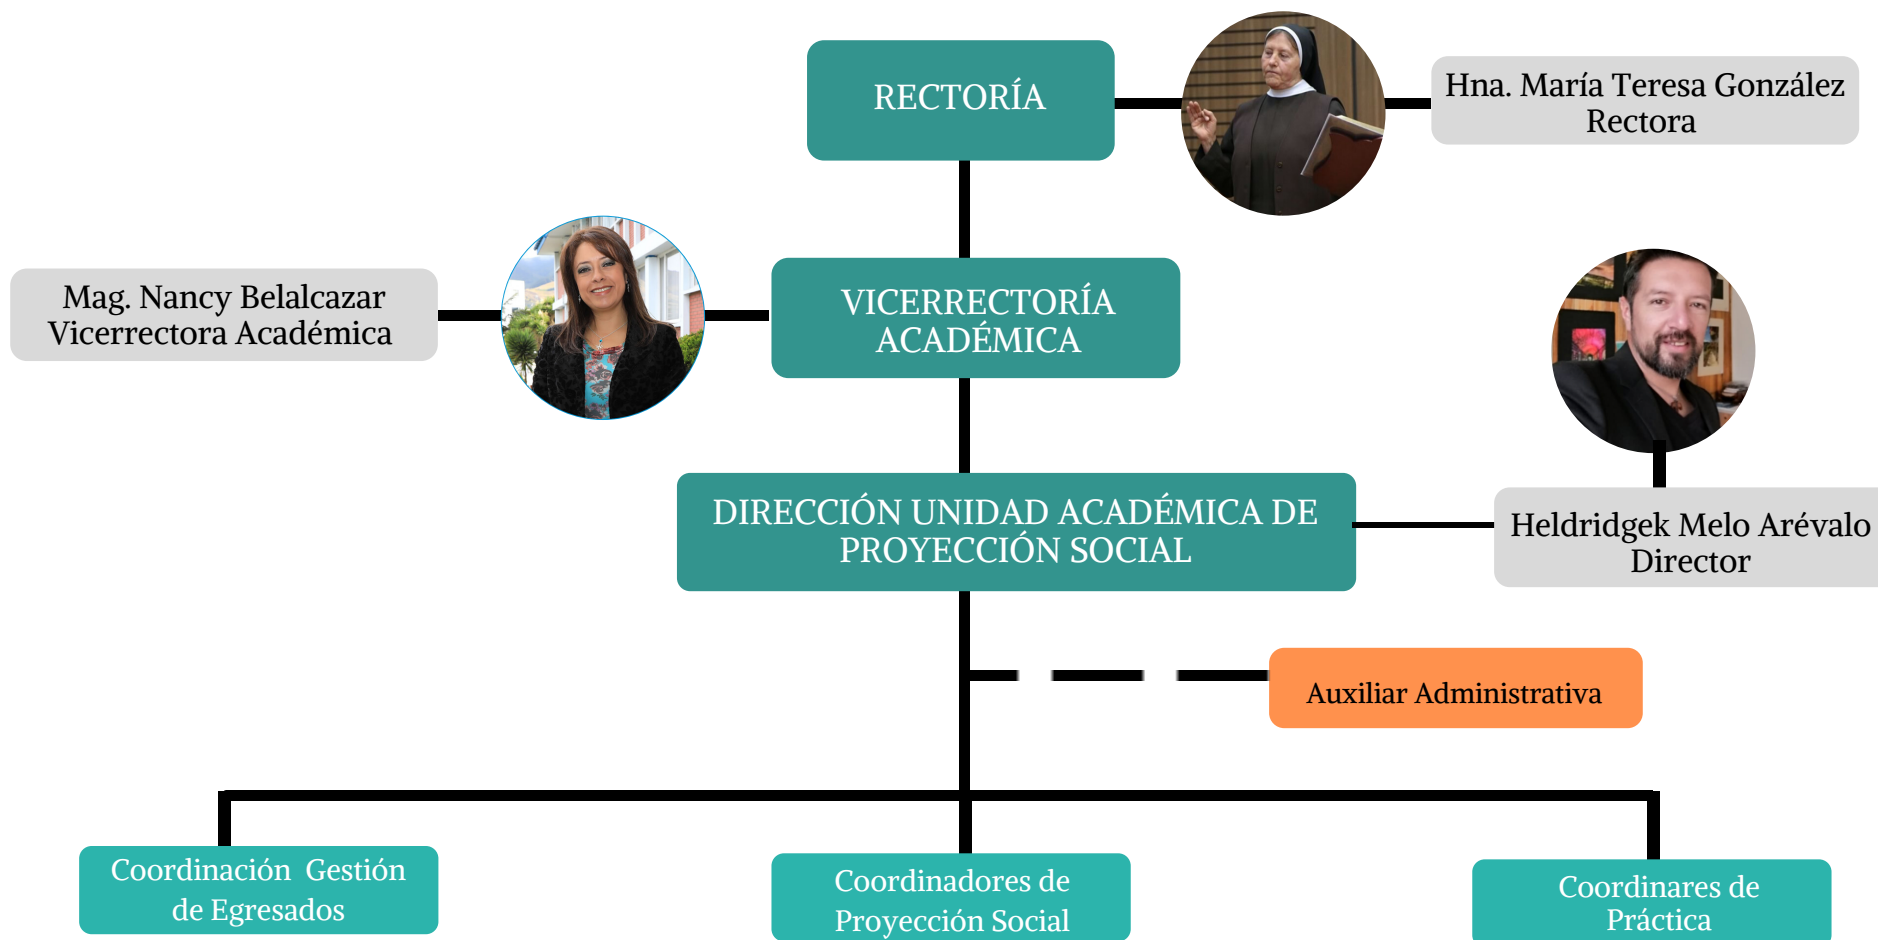 RECTORÍA
Hna. María Teresa González
Rectora
Mag. Nancy Belalcazar
Vicerrectora Académica
VICERRECTORÍA
ACADÉMICA
DIRECCIÓN UNIDAD ACADÉMICA DE
PROYECCIÓN SOCIAL
Heldridgek Melo Arévalo
Director
Auxiliar Administrativa
Coordinación  Gestión
de Egresados
Coordinadores de
Proyección Social
Coordinares de
Práctica